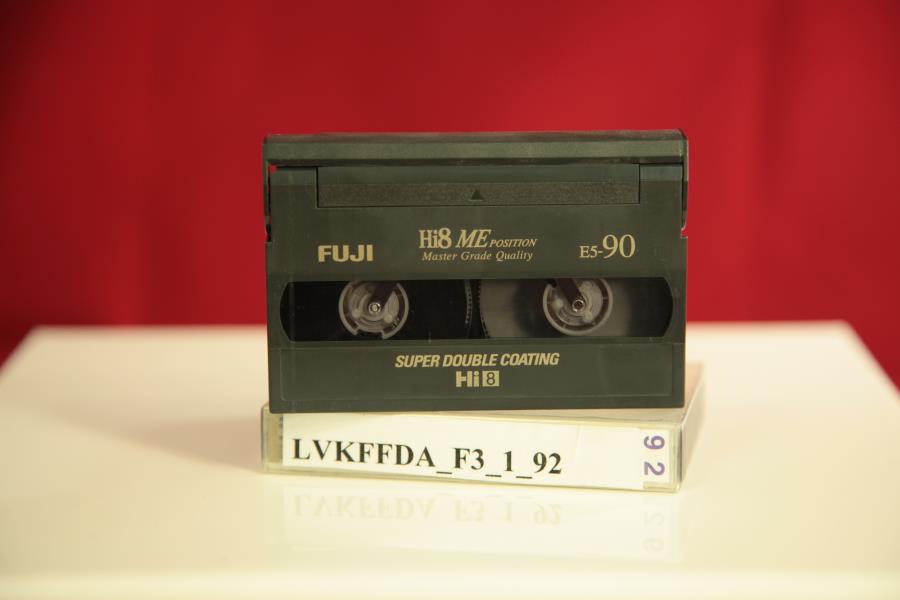 FUJI
Hi8 ME POSITION
Master Grade Quality
E5-90
SUPER DOUBLE COATING
Hi8
LVKFFDA_F3_1_92
92